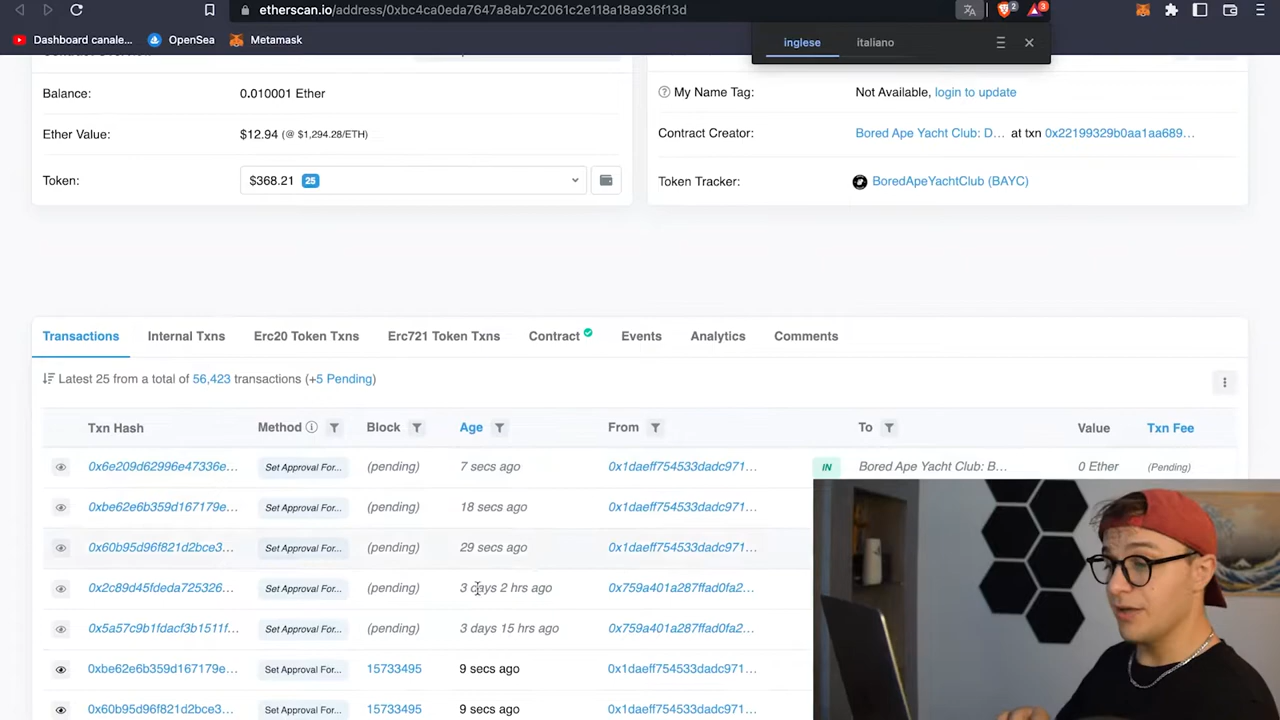 etherscan.io/address/0xbc4ca0eda7647a8ab7c2061c2e118a18a936f13d
2
3
Dashboard canale...
OpenSea
Metamask
inglese
italiano
Balance:
0.010001 Ether
Ether Value:
$12.94 (@ $1,294.28/ETH)
Token:
$368.21 25
My Name Tag:
Not Available, login to update
Contract Creator:
Bored Ape Yacht Club: D... at txn 0x22199329b0aa1aa689...
Token Tracker:
BoredApeYachtClub (BAYC)
Transactions
Internal Txns
Erc20 Token Txns
Erc721 Token Txns
Contract
Events
Analytics
Comments
Latest 25 from a total of 56,423 transactions (+5 Pending)
Txn Hash Method Block Age From To Value Txn Fee
0x6e209d62996e47336e... Set Approval For... (pending) 7 secs ago 0x1daeff754533dadc971... IN Bored Ape Yacht Club: B... 0 Ether (Pending)
0xbe62e6b359d167179e... Set Approval For... (pending) 18 secs ago 0x1daeff754533dadc971...
0x60b95d96f821d2bce3... Set Approval For... (pending) 29 secs ago 0x1daeff754533dadc971...
0x2c89d45fdeda725326... Set Approval For... (pending) 3 days 2 hrs ago 0x759a401a287ffad0fa2...
0x5a57c9b1fdacf3b1511f... Set Approval For... (pending) 3 days 15 hrs ago 0x759a401a287ffad0fa2...
0xbe62e6b359d167179e... Set Approval For... 15733495 9 secs ago 0x1daeff754533dadc971...
0x60b95d96f821d2bce3... Set Approval For... 15733495 9 secs ago 0x1daeff754533dadc971...